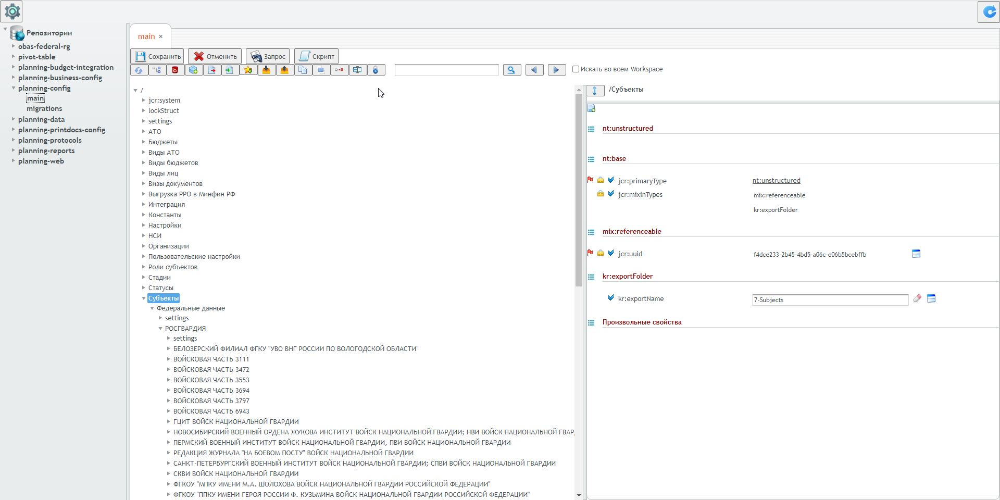 Репозитории
obas-federal-rg
pivot-table
planning-budget-integration
planning-business-config
planning-config
main
migrations
planning-data
planning-printdocs-config
planning-protocols
planning-reports
planning-web
main ×
Сохранить Отменить Запрос Скрипт
Искать во всем Workspace
/
jcr:system
lockStruct
settings
АТО
Бюджеты
Виды АТО
Виды бюджетов
Виды лиц
Визы документов
Выгрузка РРО в Минфин РФ
Интеграция
Константы
Настройки
НСИ
Организации
Пользовательские настройки
Роли субъектов
Стадии
Статусы
Субъекты
Федеральные данные
settings
РОСГВАРДИЯ
settings
БЕЛОЗЕРСКИЙ ФИЛИАЛ ФГКУ "УВО ВНГ РОССИИ ПО ВОЛОГОДСКОЙ ОБЛАСТИ"
ВОЙСКОВАЯ ЧАСТЬ 3111
ВОЙСКОВАЯ ЧАСТЬ 3472
ВОЙСКОВАЯ ЧАСТЬ 3553
ВОЙСКОВАЯ ЧАСТЬ 3694
ВОЙСКОВАЯ ЧАСТЬ 3797
ВОЙСКОВАЯ ЧАСТЬ 6943
ГЦИТ ВОЙСК НАЦИОНАЛЬНОЙ ГВАРДИИ
НОВОСИБИРСКИЙ ВОЕННЫЙ ОРДЕНА ЖУКОВА ИНСТИТУТ ВОЙСК НАЦИОНАЛЬНОЙ ГВАРДИИ; НВИ ВОЙСК НАЦИОНАЛЬНОЙ ГВАР
ПЕРМСКИЙ ВОЕННЫЙ ИНСТИТУТ ВОЙСК НАЦИОНАЛЬНОЙ ГВАРДИИ, ПВИ ВОЙСК НАЦИОНАЛЬНОЙ ГВАРДИИ
РЕДАКЦИЯ ЖУРНАЛА "НА БОЕВОМ ПОСТУ" ВОЙСК НАЦИОНАЛЬНОЙ ГВАРДИИ
САНКТ-ПЕТЕРБУРГСКИЙ ВОЕННЫЙ ИНСТИТУТ ВОЙСК НАЦИОНАЛЬНОЙ ГВАРДИИ; СПВИ ВОЙСК НАЦИОНАЛЬНОЙ ГВАРДИИ
СКВИ ВОЙСК НАЦИОНАЛЬНОЙ ГВАРДИИ
ФГКОУ "МПКУ ИМЕНИ М.А. ШОЛОХОВА ВОЙСК НАЦИОНАЛЬНОЙ ГВАРДИИ РОССИЙСКОЙ ФЕДЕРАЦИИ"
ФГКОУ "ППКУ ИМЕНИ ГЕРОЯ РОССИИ Ф. КУЗЬМИНА ВОЙСК НАЦИОНАЛЬНОЙ ГВАРДИИ РОССИЙСКОЙ ФЕДЕРАЦИИ"
/Субъекты
nt:unstructured
nt:base
jcr:primaryType nt:unstructured
jcr:mixinTypes mix:referenceable
kr:exportFolder
mix:referenceable
jcr:uuid f4dce233-2b45-4bd5-a06c-e06b5bcebffb
kr:exportFolder
kr:exportName 7-Subjects
Произвольные свойства